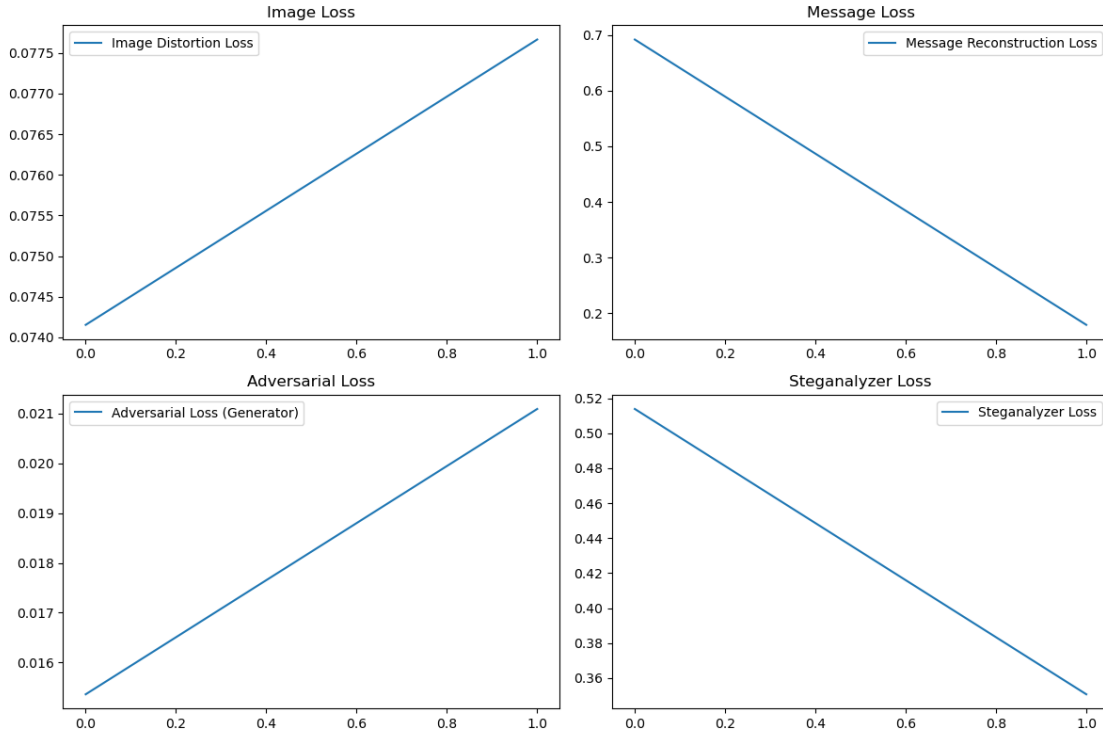 Image Loss
Image Distortion Loss
0.0775
0.0770
0.0765
0.0760
0.0755
0.0750
0.0745
0.0740
0.0 0.2 0.4 0.6 0.8 1.0
Message Loss
Message Reconstruction Loss
0.7
0.6
0.5
0.4
0.3
0.2
0.0 0.2 0.4 0.6 0.8 1.0
Adversarial Loss
Adversarial Loss (Generator)
0.021
0.020
0.019
0.018
0.017
0.016
0.0 0.2 0.4 0.6 0.8 1.0
Steganalyzer Loss
Steganalyzer Loss
0.52
0.50
0.48
0.46
0.44
0.42
0.40
0.38
0.36
0.0 0.2 0.4 0.6 0.8 1.0